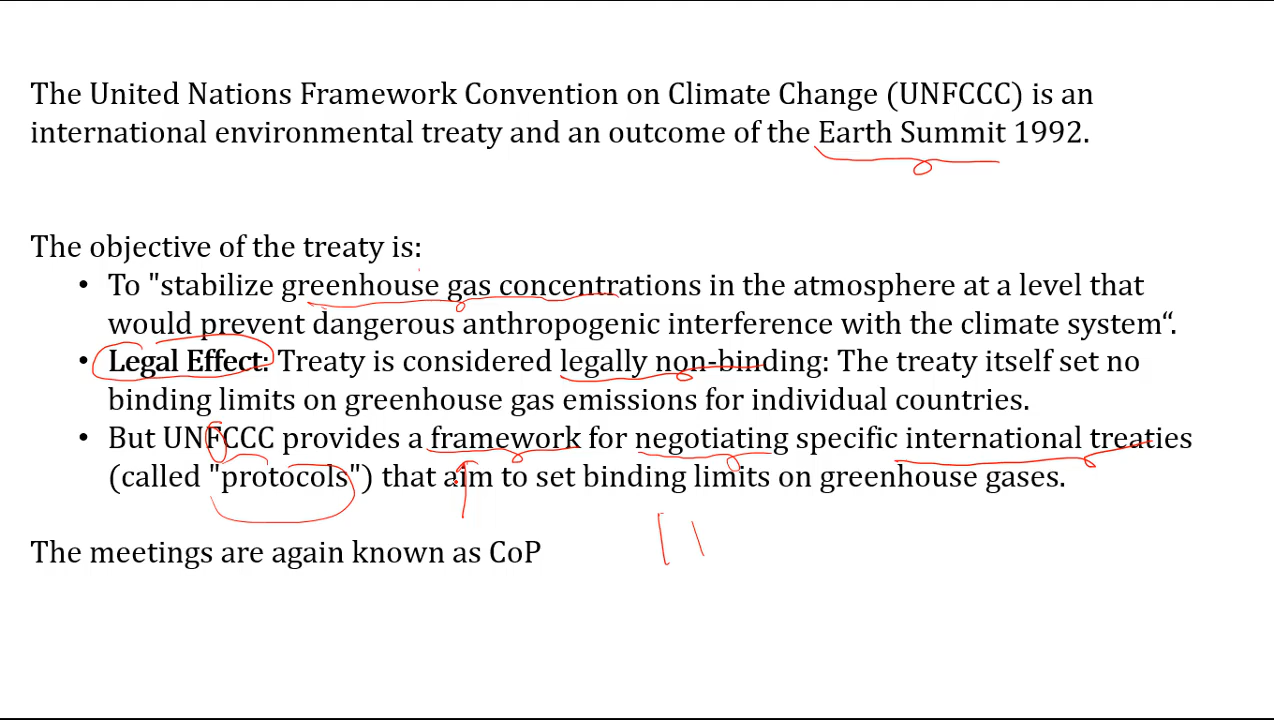 The United Nations Framework Convention on Climate Change (UNFCCC) is an
international environmental treaty and an outcome of the Earth Summit 1992.
The objective of the treaty is:
• To "stabilize greenhouse gas concentrations in the atmosphere at a level that
would prevent dangerous anthropogenic interference with the climate system“.
• Legal Effect: Treaty is considered legally non-binding: The treaty itself set no
binding limits on greenhouse gas emissions for individual countries.
• But UNFCCC provides a framework for negotiating specific international treaties
(called "protocols") that aim to set binding limits on greenhouse gases.
The meetings are again known as CoP